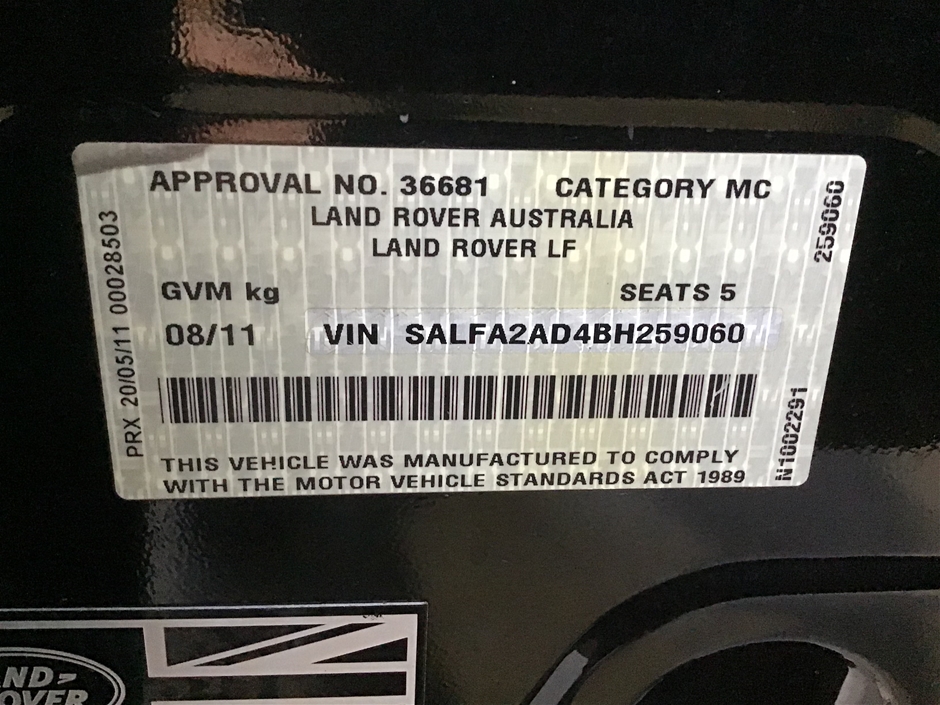 APPROVAL NO. 36681 CATEGORY MC
LAND ROVER AUSTRALIA
LAND ROVER LF
GVM kg SEATS 5
08/11 VIN SALFA2AD4BH259060
THIS VEHICLE WAS MANUFACTURED TO COMPLY
WITH THE MOTOR VEHICLE STANDARDS ACT 1989
PRX 20/05/11 00028503
259060
N1002291
AND
OVER